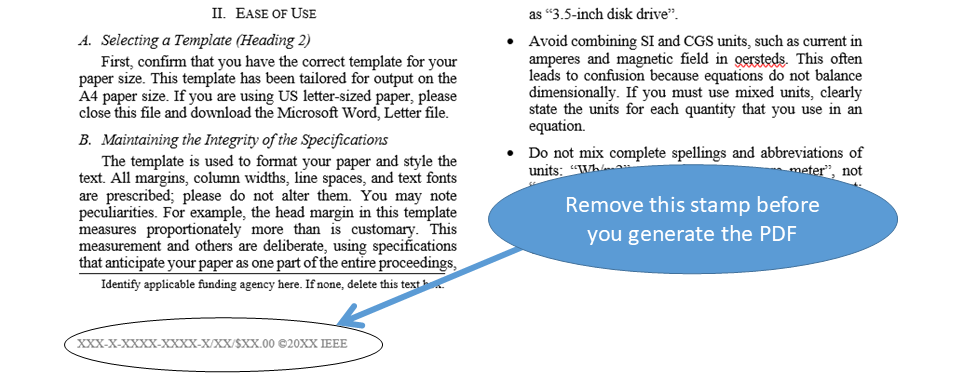 II. EASE OF USE
A. Selecting a Template (Heading 2)
First, confirm that you have the correct template for your
paper size. This template has been tailored for output on the
A4 paper size. If you are using US letter-sized paper, please
close this file and download the Microsoft Word, Letter file.
B. Maintaining the Integrity of the Specifications
The template is used to format your paper and style the
text. All margins, column widths, line spaces, and text fonts
are prescribed; please do not alter them. You may note
peculiarities. For example, the head margin in this template
measures proportionately more than is customary. This
measurement and others are deliberate, using specifications
that anticipate your paper as one part of the entire proceedings,
Identify applicable funding agency here. If none, delete this text box.
XXX-X-XXXX-XXXX-X/XX/$XX.00 ©20XX IEEE
as “3.5-inch disk drive”.
• Avoid combining SI and CGS units, such as current in
amperes and magnetic field in oersteds. This often
leads to confusion because equations do not balance
dimensionally. If you must use mixed units, clearly
state the units for each quantity that you use in an
equation.
• Do not mix complete spellings and abbreviations of
units: meter”, not
Remove this stamp before
you generate the PDF